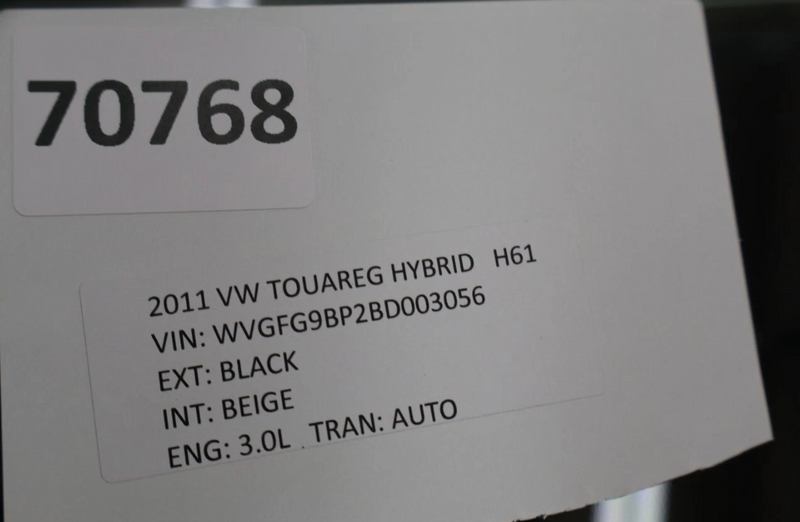 70768
2011 VW TOUAREG HYBRID H61
VIN: WVGFG9BP2BD003056
EXT: BLACK
INT: BEIGE
ENG: 3.0L TRAN: AUTO